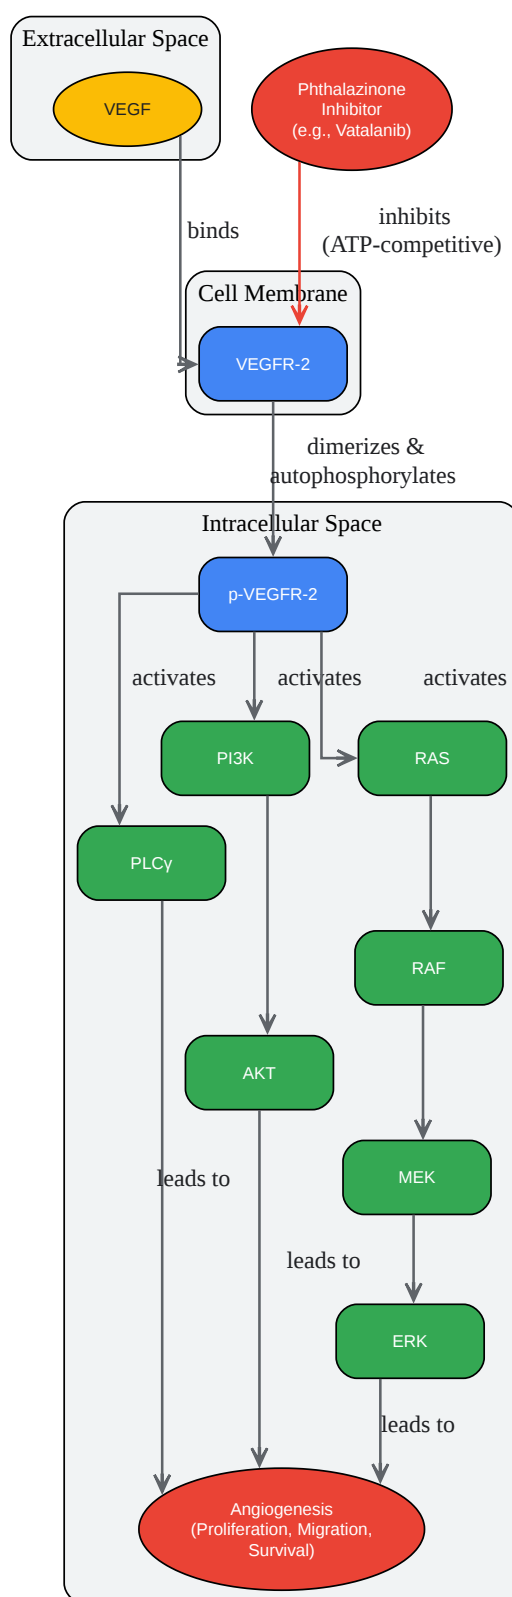 Extracellular Space
VEGF
Phthalazinone
Inhibitor
(e.g., Vatalanib)
binds
inhibits
(ATP-competitive)
Cell Membrane
VEGFR-2
dimerizes &
autophosphorylates
Intracellular Space
p-VEGFR-2
activates
activates
activates
PI3K
RAS
PLCγ
RAF
AKT
MEK
leads to
leads to
ERK
leads to
Angiogenesis
(Proliferation, Migration,
Survival)